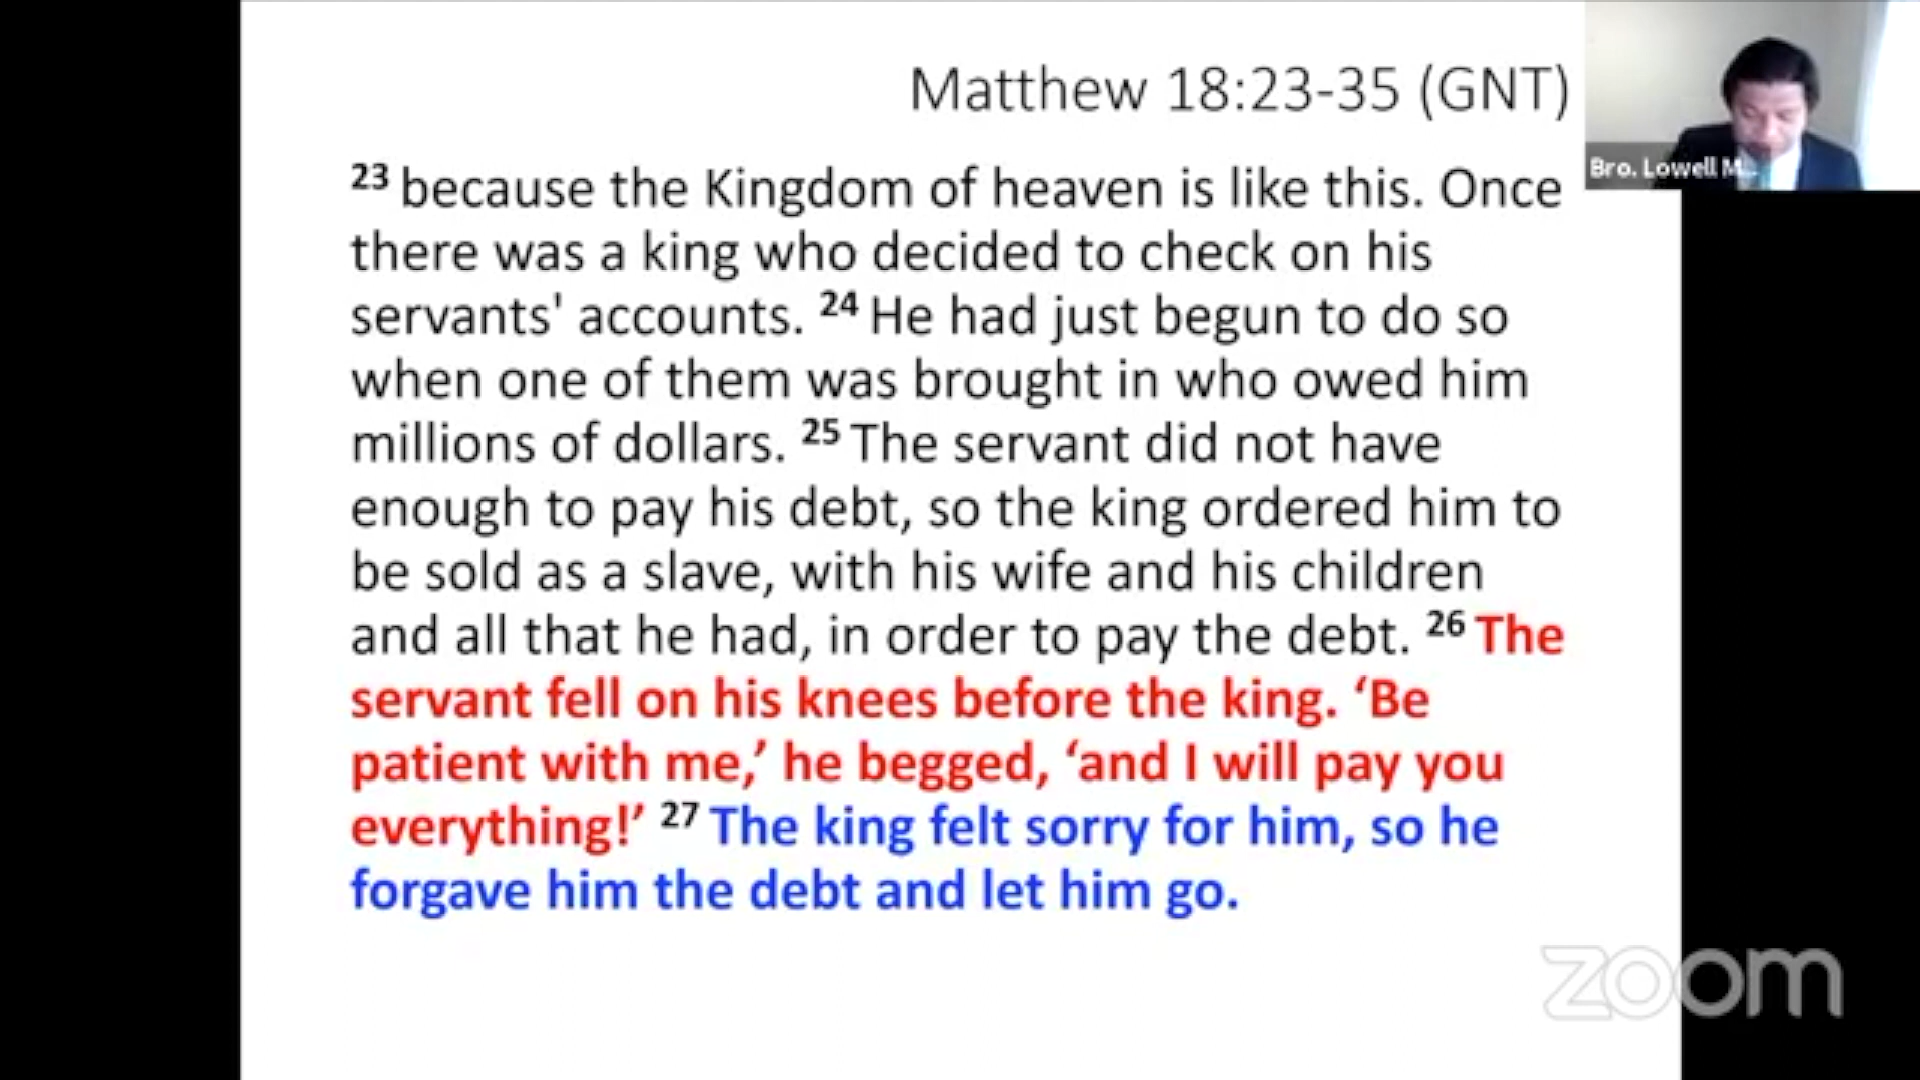 Matthew 18:23-35 (GNT)
Bro. Lowell M...
23 because the Kingdom of heaven is like this. Once
there was a king who decided to check on his
servants' accounts. 24 He had just begun to do so
when one of them was brought in who owed him
millions of dollars. 25 The servant did not have
enough to pay his debt, so the king ordered him to
be sold as a slave, with his wife and his children
and all that he had, in order to pay the debt. 26 The
servant fell on his knees before the king. ‘Be
patient with me,’ he begged, ‘and I will pay you
everything!’ 27 The king felt sorry for him, so he
forgave him the debt and let him go.
zoom